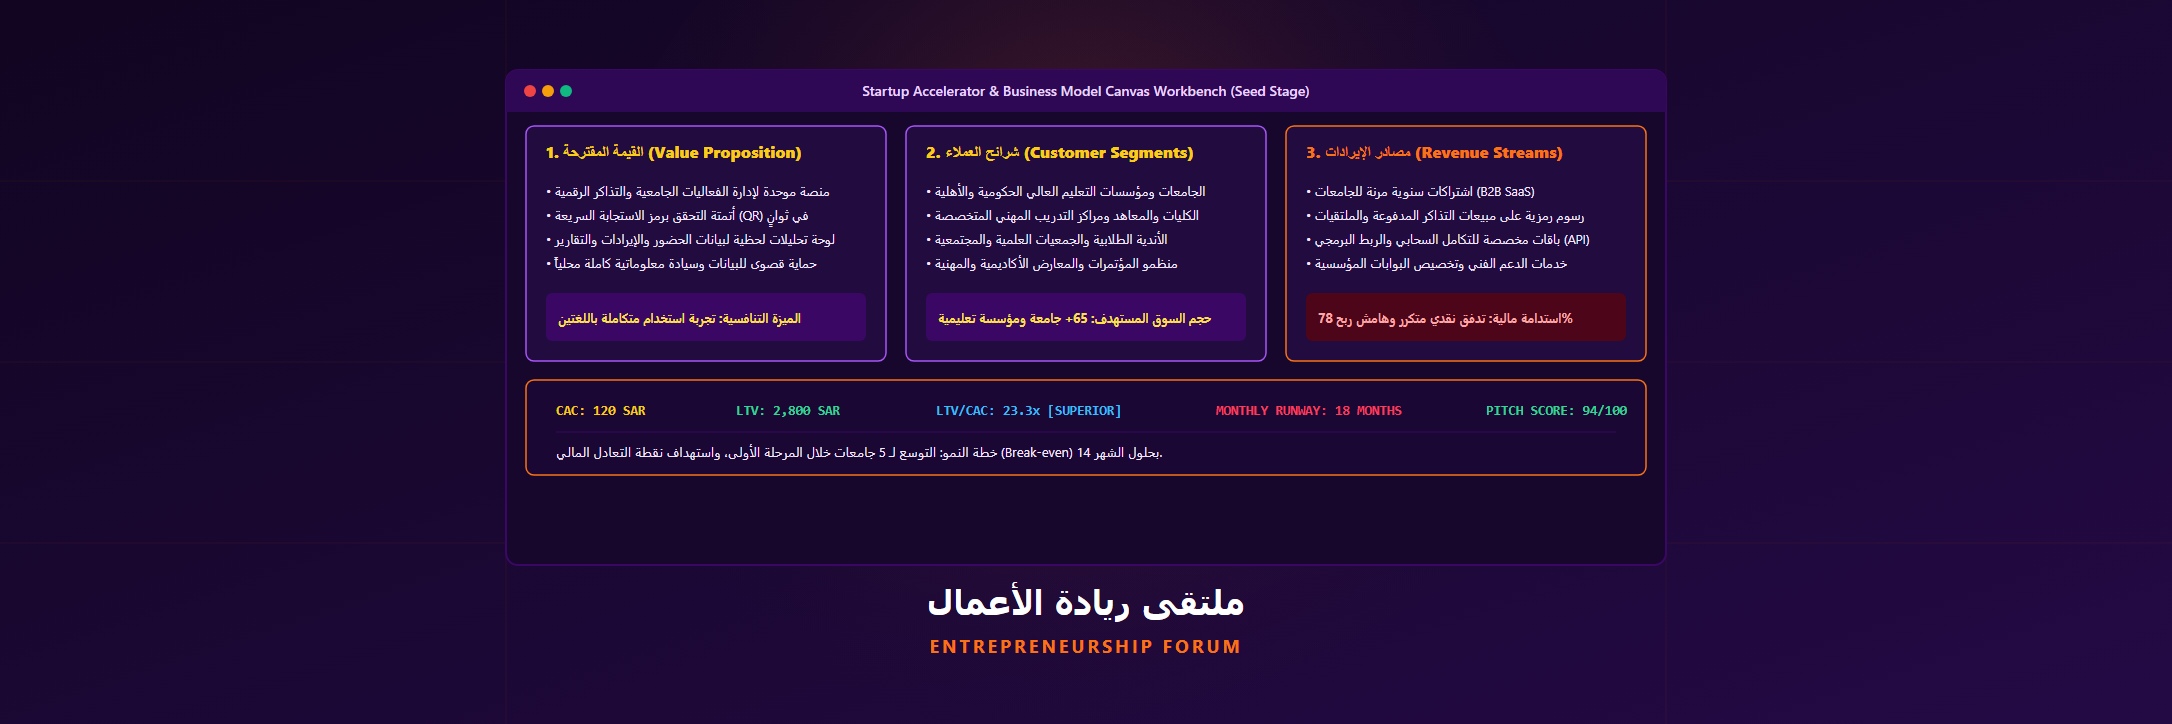 Startup Accelerator & Business Model Canvas Workbench (Seed Stage)
1. القيمة المقترحة (Value Proposition)
• منصة موحدة لإدارة الفعاليات الجامعية والتذاكر الرقمية
• أتمتة التحقق برمز الاستجابة السريعة (QR) في ثوانٍ
• لوحة تحليلات لحظية لبيانات الحضور والإيرادات والتقارير
• حماية قصوى للبيانات وسيادة معلوماتية كاملة محلياً
الميزة التنافسية: تجربة استخدام متكاملة باللغتين
2. شرائح العملاء (Customer Segments)
• الجامعات ومؤسسات التعليم العالي الحكومية والأهلية
• الكليات والمعاهد ومراكز التدريب المهني المتخصصة
• الأندية الطلابية والجمعيات العلمية والمجتمعية
• منظمو المؤتمرات والمعارض الأكاديمية والمهنية
حجم السوق المستهدف: 65+ جامعة ومؤسسة تعليمية
3. مصادر الإيرادات (Revenue Streams)
• اشتراكات سنوية مرنة للجامعات (B2B SaaS)
• رسوم رمزية على مبيعات التذاكر المدفوعة والملتقيات
• باقات مخصصة للتكامل السحابي والربط البرمجي (API)
• خدمات الدعم الفني وتخصيص البوابات المؤسسية
استدامة مالية: تدفق نقدي متكرر وهامش ربح 78%
CAC: 120 SAR
LTV: 2,800 SAR
LTV/CAC: 23.3x [SUPERIOR]
MONTHLY RUNWAY: 18 MONTHS
PITCH SCORE: 94/100
خطة النمو: التوسع لـ 5 جامعات خلال المرحلة الأولى، واستهداف نقطة التعادل المالي (Break-even) بحلول الشهر 14.
ملتقى ريادة الأعمال
ENTREPRENEURSHIP FORUM